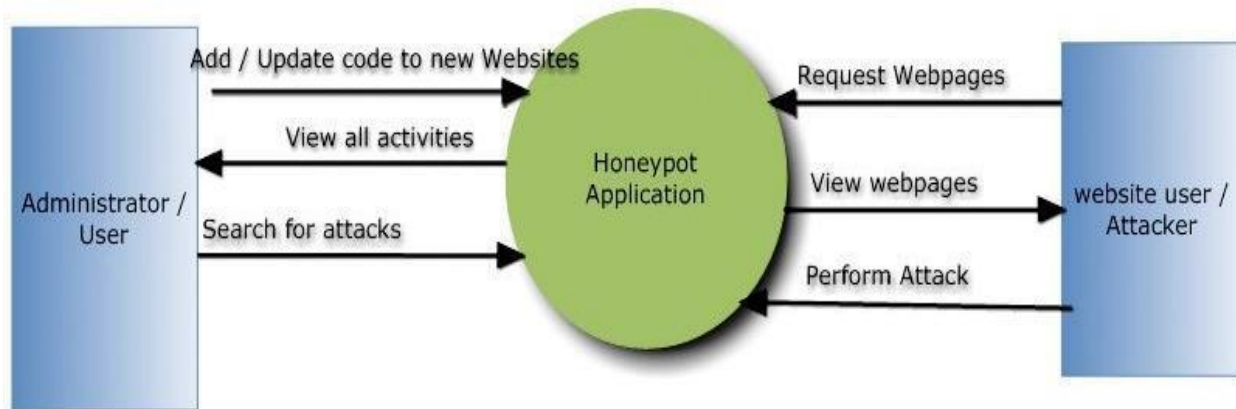 Add / Update code to new Websites
View all activities
Administrator /
User
Search for attacks
Honeypot
Application
Request Webpages
View webpages
website user /
Attacker
Perform Attack